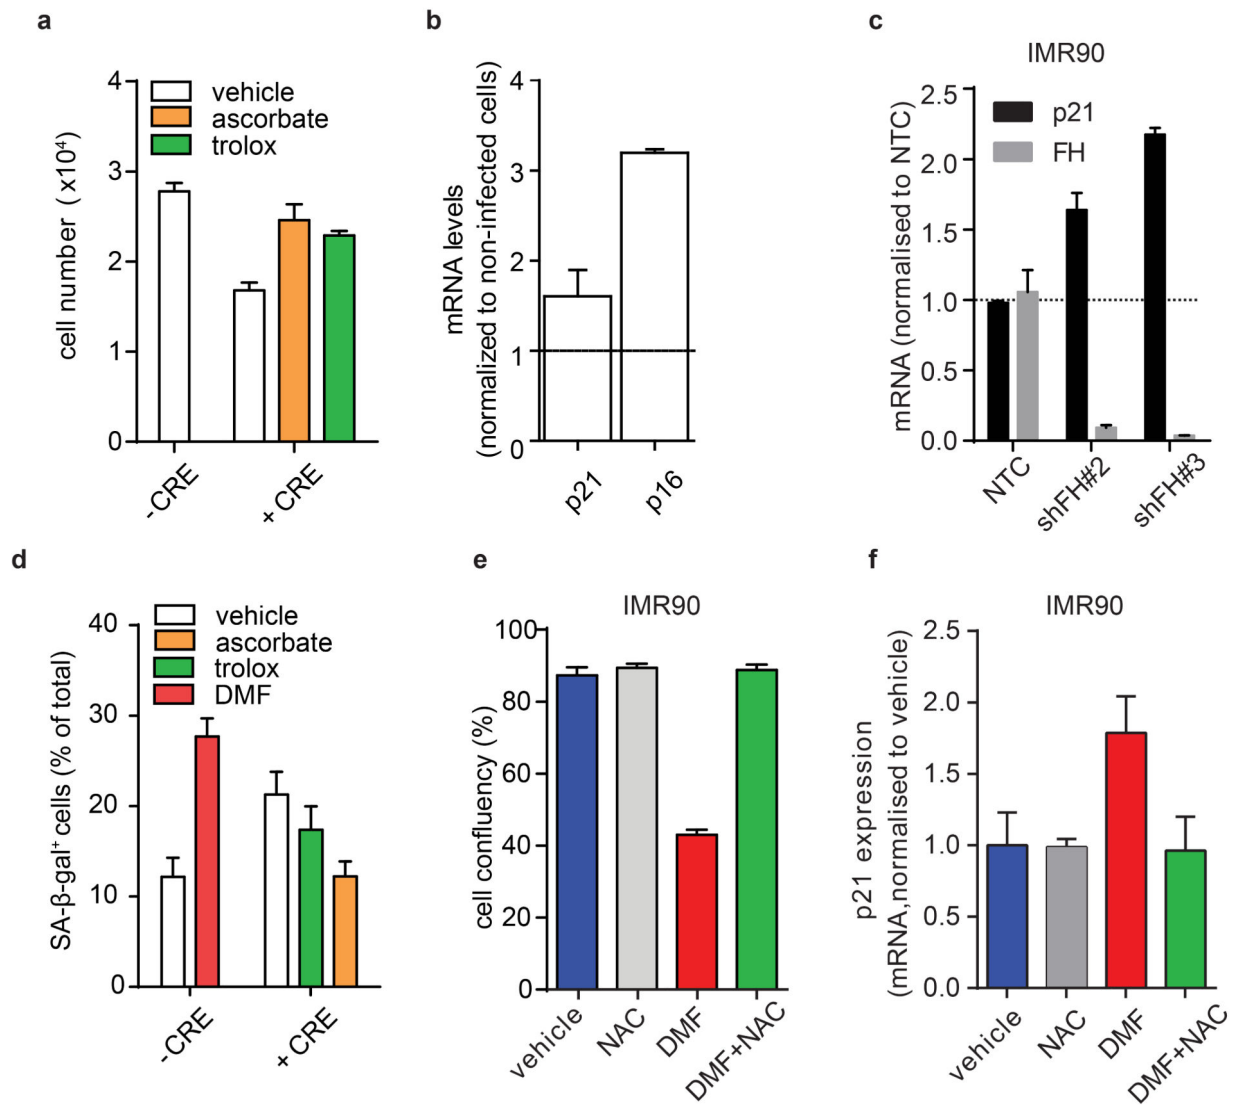 a
cell number ( x10⁴)
4
3
2
1
0
vehicle
ascorbate
trolox
-CRE
+ CRE
b
mRNA levels
(normalized to non-infected cells)
4
3
2
1
0
p21
p16
c
IMR90
mRNA (normalised to NTC)
2.5
2.0
1.5
1.0
0.5
0.0
p21
FH
NTC
shFH#2
shFH#3
d
SA-β-gal⁺ cells (% of total)
40
30
20
10
0
vehicle
ascorbate
trolox
DMF
-CRE
+ CRE
e
IMR90
cell confluency (%)
100
80
60
40
20
0
vehicle
NAC
DMF
DMF+NAC
f
IMR90
p21 expression
(mRNA,normalised to vehicle)
2.5
2.0
1.5
1.0
0.5
0.0
vehicle
NAC
DMF
DMF+NAC